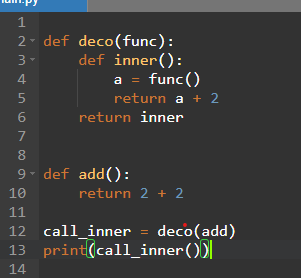 main.py
1
2 def deco(func):
3     def inner():
4         a = func()
5         return a + 2
6     return inner
7
8
9 def add():
10     return 2 + 2
11
12 call_inner = deco(add)
13 print(call_inner())
14